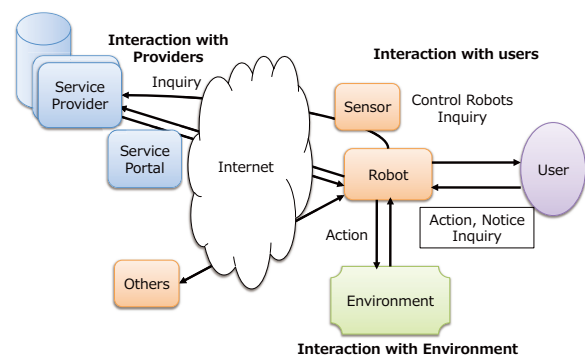 Interaction with
Providers
Interaction with users
Service
Provider
Inquiry
Sensor
Control Robots
Inquiry
Service
Portal
Internet
Robot
User
Action
Action, Notice
Inquiry
Others
Environment
Interaction with Environment